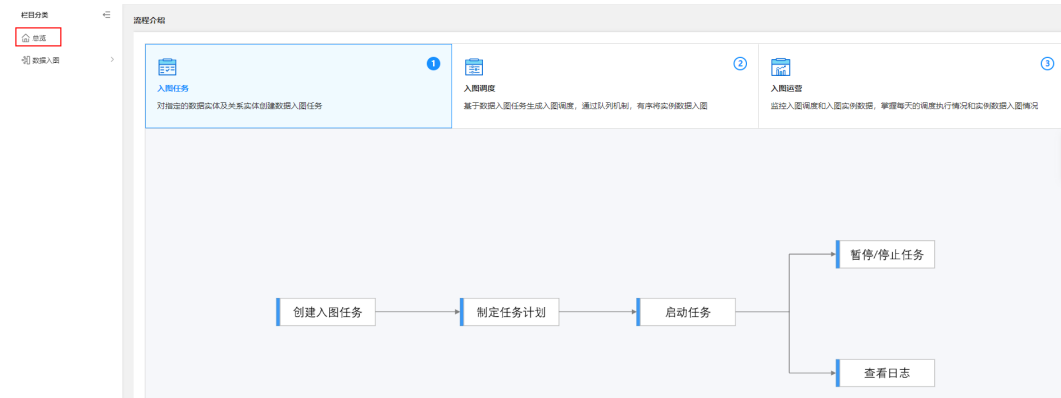 栏目分类
总览
数据入图
流程介绍
1
入图任务
对指定的数据实体及关系实体创建数据入图任务
2
入图调度
基于数据入图任务生成入图调度，通过队列机制，有序将实例数据入图
3
入图运营
监控入图调度和入图实例数据，掌握每天的调度执行情况和实例数据入图情况
创建入图任务
制定任务计划
启动任务
暂停/停止任务
查看日志